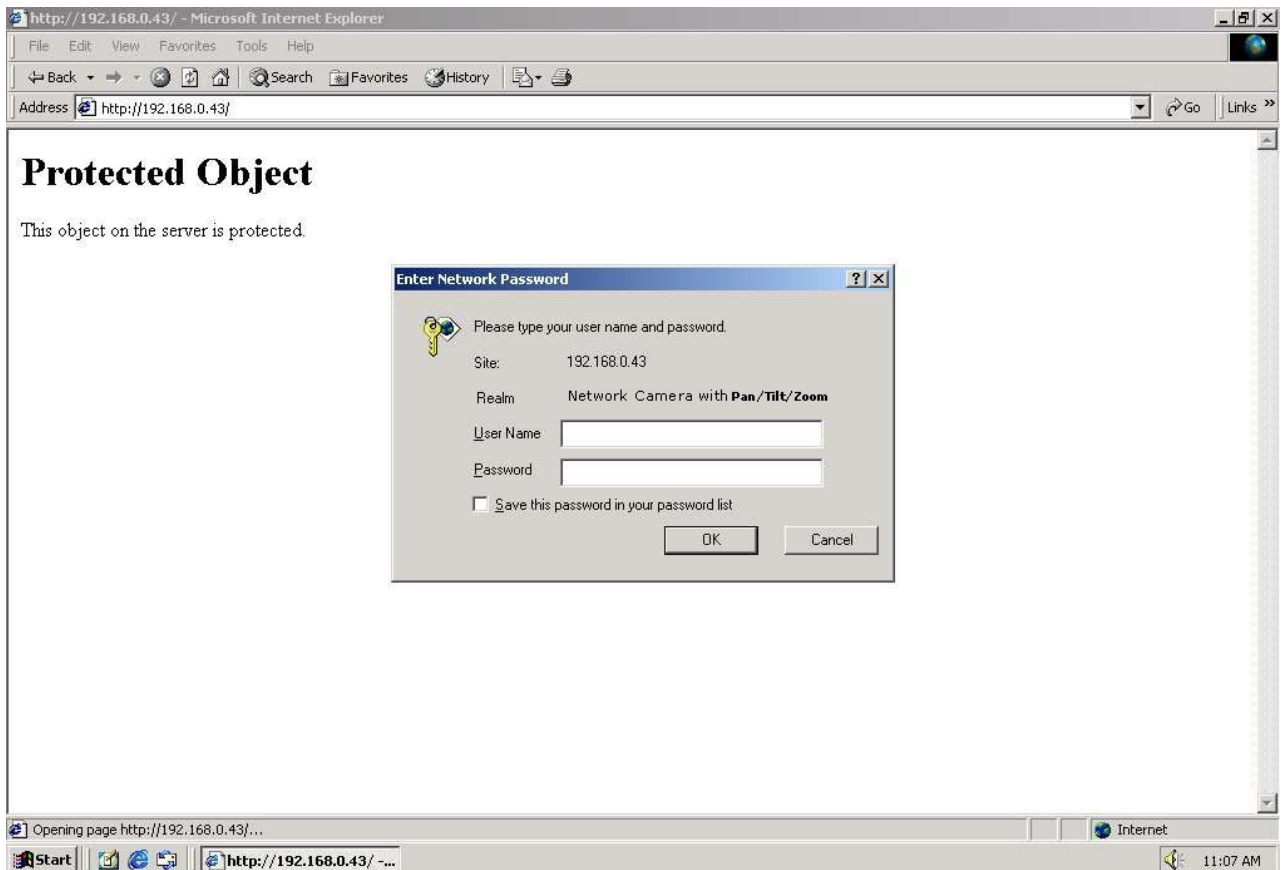 http://192.168.0.43/ - Microsoft Internet Explorer
File Edit View Favorites Tools Help
Back Search Favorites History
Address http://192.168.0.43/ Go Links »
Protected Object
This object on the server is protected.
Enter Network Password
Please type your user name and password.
Site: 192.168.0.43
Realm Network Camera with Pan/Tilt/Zoom
User Name
Password
Save this password in your password list
OK Cancel
Opening page http://192.168.0.43/... Internet
Start http://192.168.0.43/ -... 11:07 AM